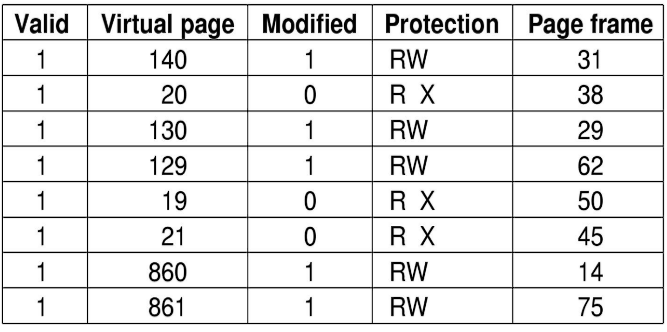 Valid Virtual page Modified Protection Page frame
1 140 1 RW 31
1 20 0 R X 38
1 130 1 RW 29
1 129 1 RW 62
1 19 0 R X 50
1 21 0 R X 45
1 860 1 RW 14
1 861 1 RW 75